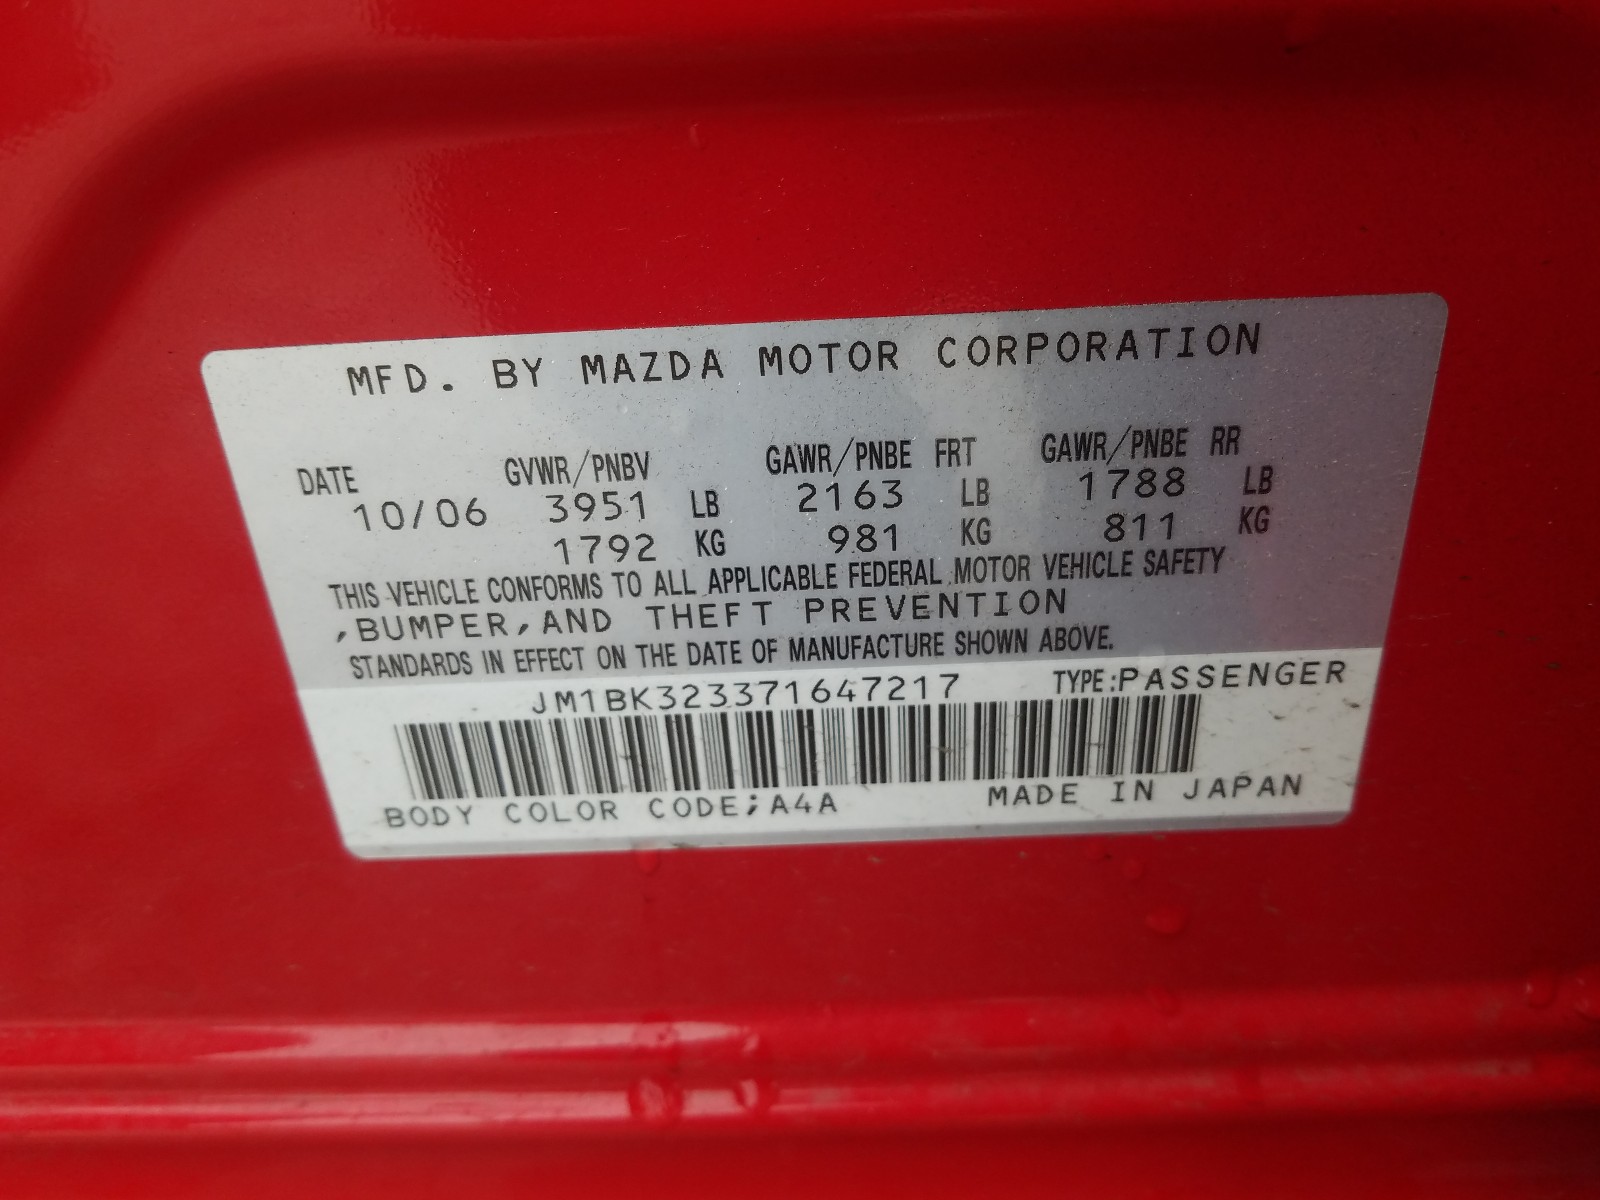 MFD. BY MAZDA MOTOR CORPORATION
DATE GVWR/PNBV GAWR/PNBE FRT GAWR/PNBE RR
10/06 3951 LB 2163 LB 1788 LB
1792 KG 981 KG 811 KG
THIS VEHICLE CONFORMS TO ALL APPLICABLE FEDERAL MOTOR VEHICLE SAFETY
,BUMPER,AND THEFT PREVENTION
STANDARDS IN EFFECT ON THE DATE OF MANUFACTURE SHOWN ABOVE.
JM1BK323371647217 TYPE:PASSENGER
BODY COLOR CODE;A4A MADE IN JAPAN